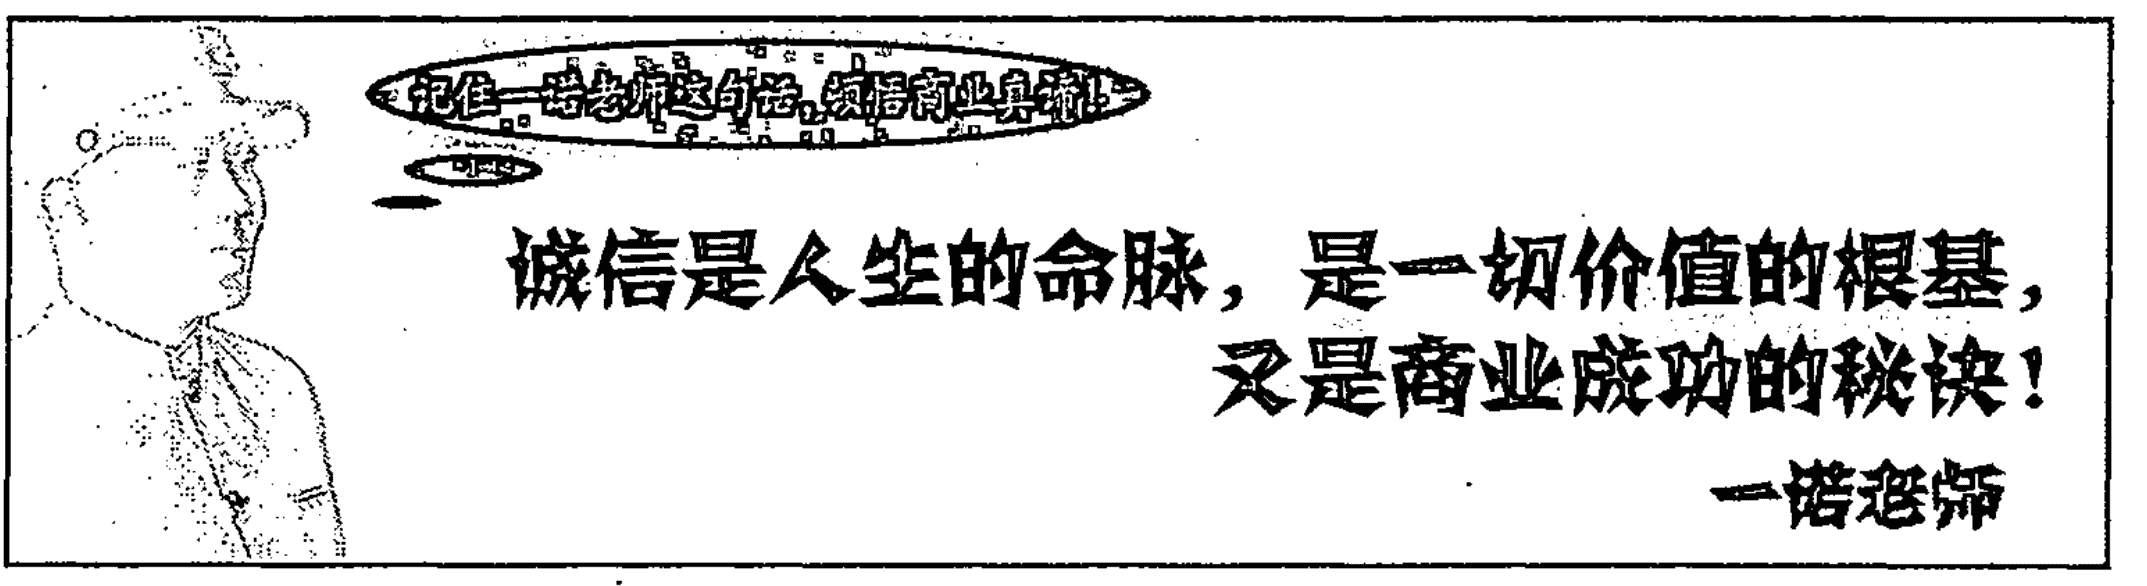 记住一诺老师这句话,领悟商业真谛!
诚信是人生的命脉，是一切价值的根基，
又是商业成功的秘诀！
一诺老师